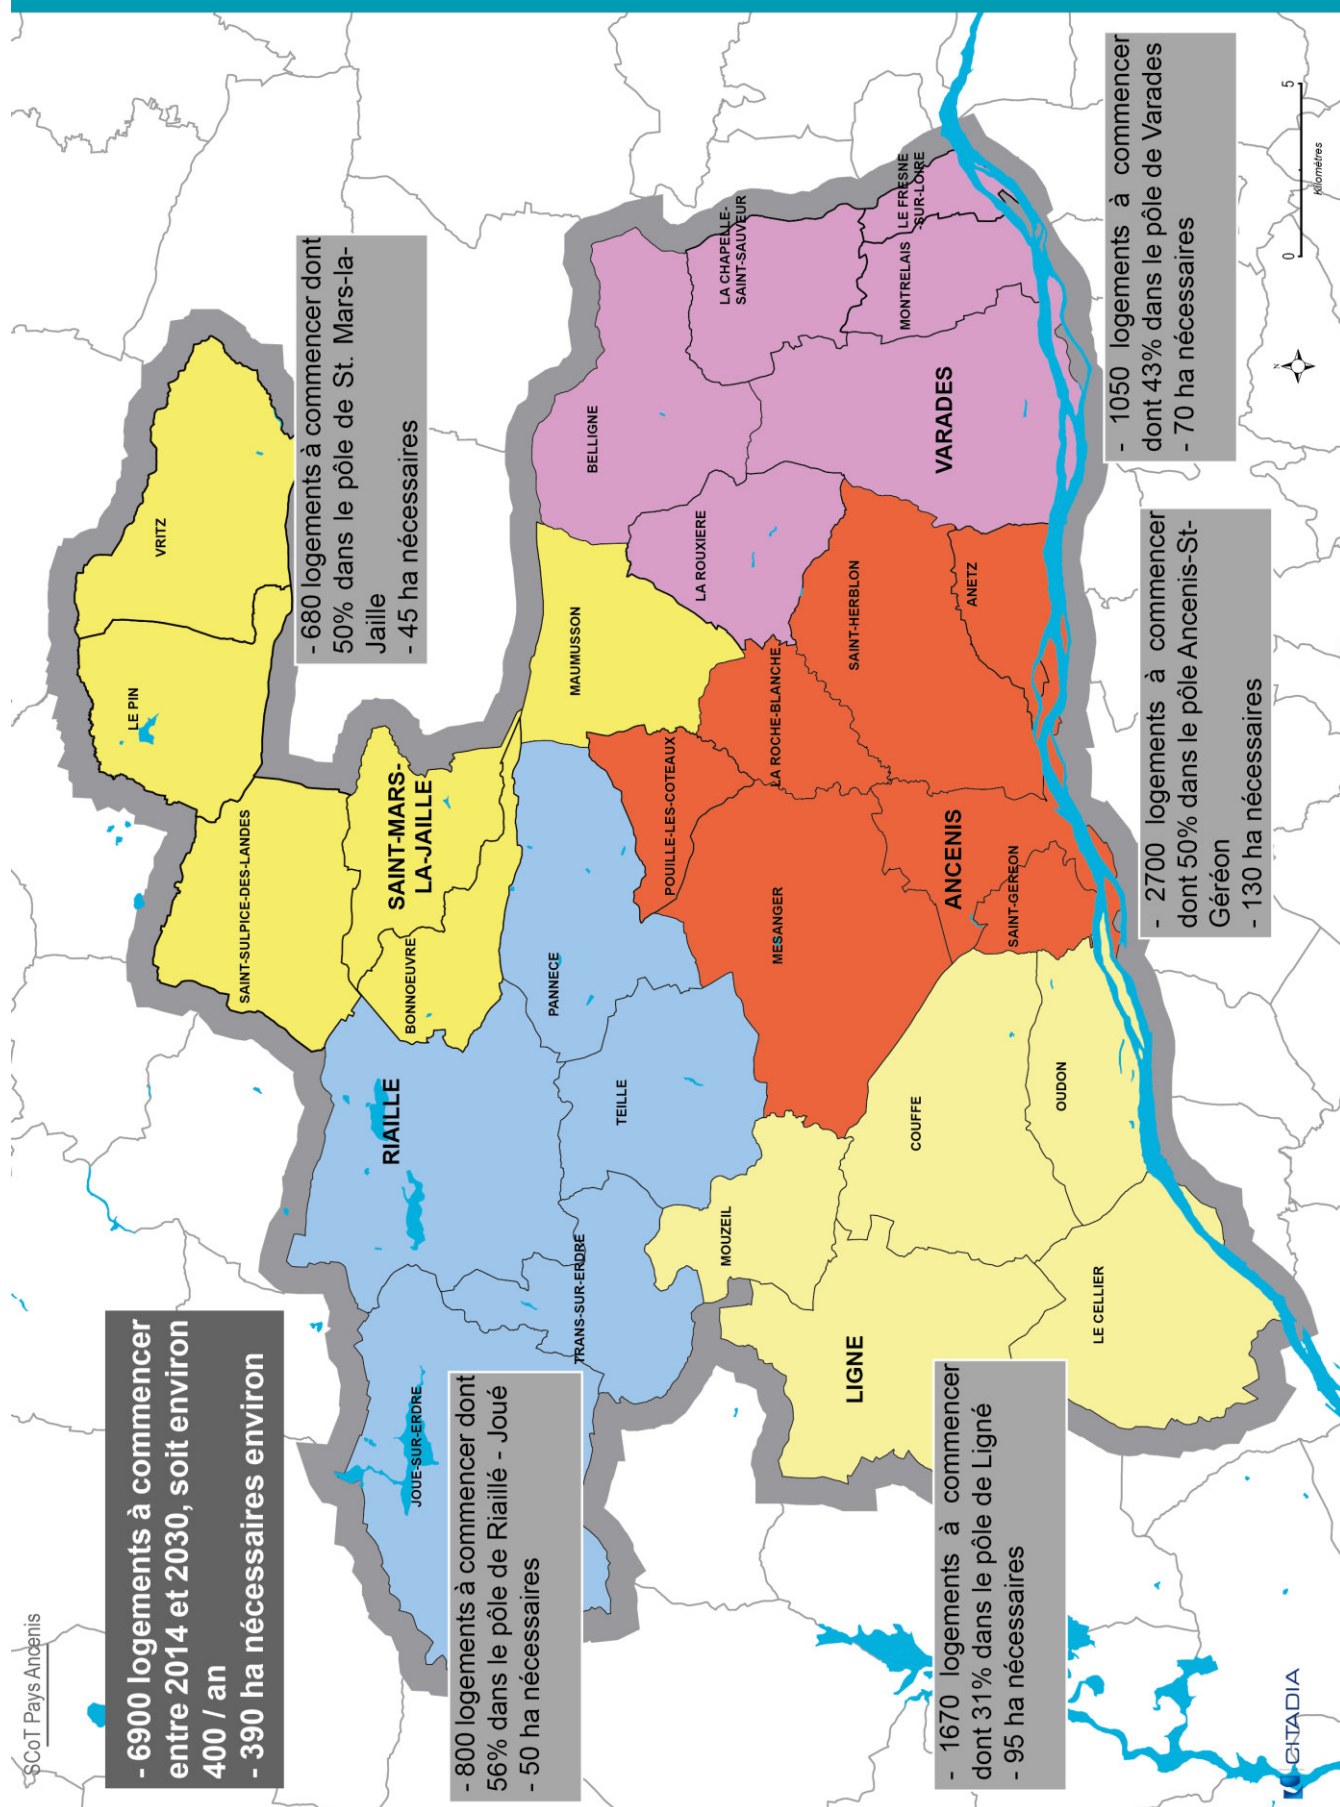 SCoT Pays Ancenis
- 6900 logements à commencer
entre 2014 et 2030, soit environ
400 / an
- 390 ha nécessaires environ
- 680 logements à commencer dont
50% dans le pôle de St. Mars-la-
Jaille
- 45 ha nécessaires
- 800 logements à commencer dont
56% dans le pôle de Riaillé - Joué
- 50 ha nécessaires
- 1670 logements à commencer
dont 31% dans le pôle de Ligné
- 95 ha nécessaires
- 2700 logements à commencer
dont 50% dans le pôle Ancenis-St-
Géréon
- 130 ha nécessaires
- 1050 logements à commencer
dont 43% dans le pôle de Varades
- 70 ha nécessaires
VRITZ
LE PIN
SAINT-SULPICE-DES-LANDES
SAINT-MARS-
LA-JAILLE
BONNOEUVRE
MAUMUSSON
RIAILLE
JOUE-SUR-ERDRE
TRANS-SUR-ERDRE
PANNECE
TEILLE
BELLIGNE
LA ROUXIERE
LA CHAPELLE-
SAINT-SAUVEUR
MONTRELAIS
LE FRESNE
-SUR-LOIRE
VARADES
POUILLE-LES-COTEAUX
LA ROCHE-BLANCHE
SAINT-HERBLON
ANETZ
MESANGER
ANCENIS
SAINT-GEREON
MOUZEIL
COUFFE
OUDON
LIGNE
LE CELLIER
CITADIA
N
0 5
Kilomètres